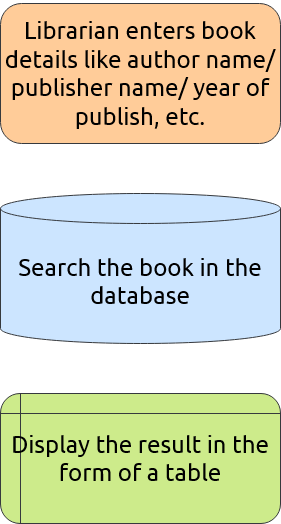 Librarian enters book
details like author name/
publisher name/ year of
publish, etc.
Search the book in the
database
Display the result in the
form of a table